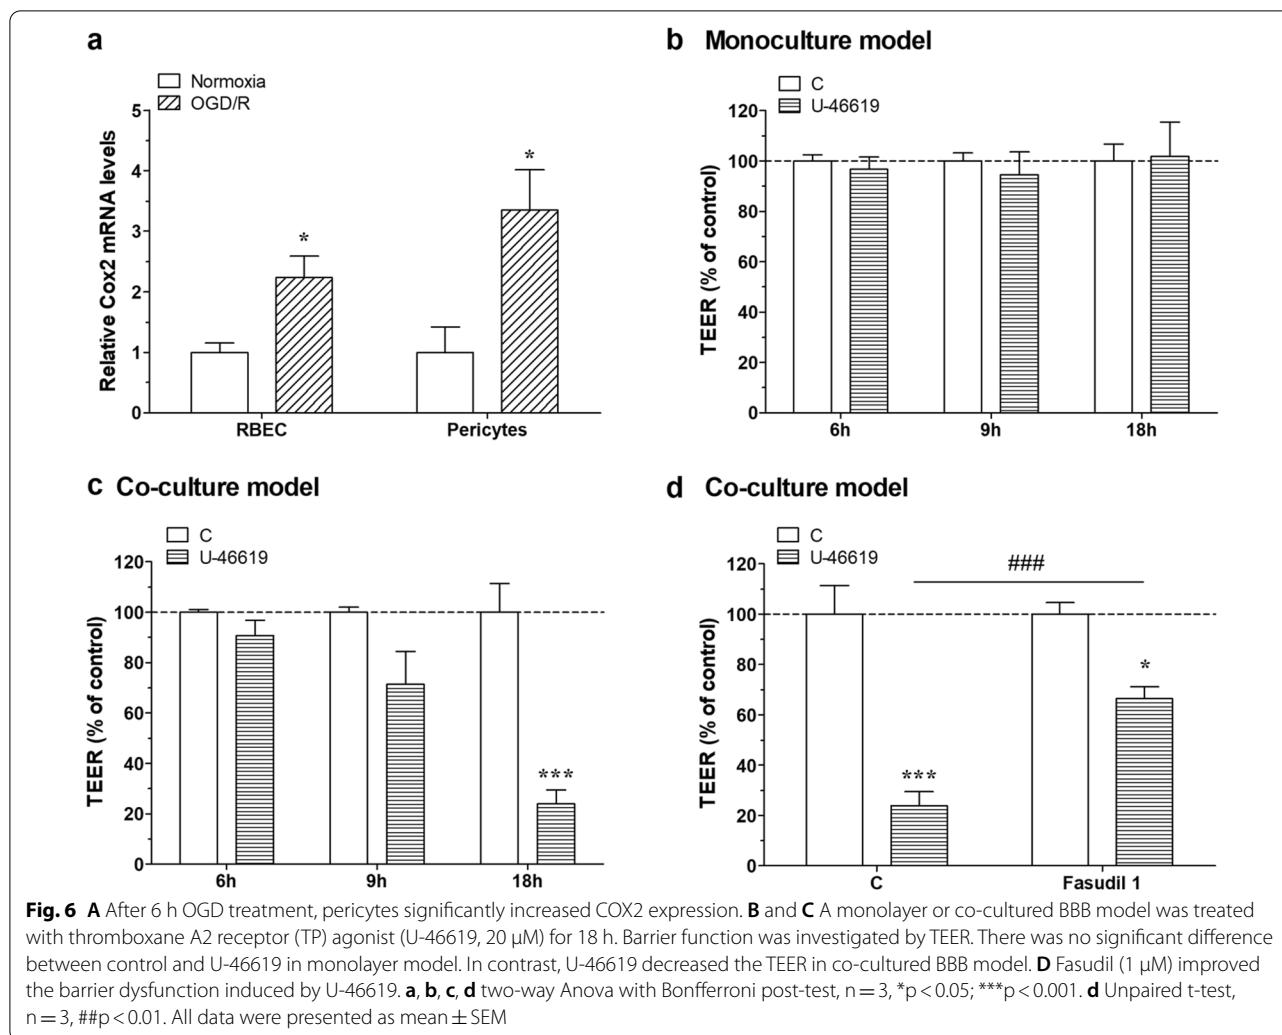 a
Normoxia
OGD/R
Relative Cox2 mRNA levels
5
4
3
2
1
0
*
*
RBEC Pericytes
b Monoculture model
C
U-46619
TEER (% of control)
120
100
80
60
40
20
0
6h 9h 18h
c Co-culture model
C
U-46619
TEER (% of control)
120
100
80
60
40
20
0
***
6h 9h 18h
d Co-culture model
C
U-46619
TEER (% of control)
120
100
80
60
40
20
0
###
***
*
C Fasudil 1
Fig. 6 A After 6 h OGD treatment, pericytes significantly increased COX2 expression. B and C A monolayer or co-cultured BBB model was treated
with thromboxane A2 receptor (TP) agonist (U-46619, 20 μM) for 18 h. Barrier function was investigated by TEER. There was no significant difference
between control and U-46619 in monolayer model. In contrast, U-46619 decreased the TEER in co-cultured BBB model. D Fasudil (1 μM) improved
the barrier dysfunction induced by U-46619. a, b, c, d two-way Anova with Bonfferroni post-test, n = 3, *p < 0.05; ***p < 0.001. d Unpaired t-test,
n = 3, ##p < 0.01. All data were presented as mean ± SEM